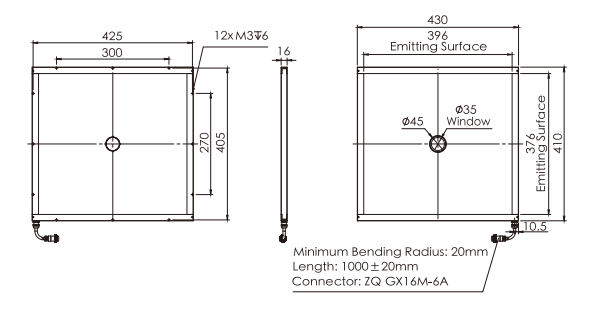 425
300
12x M3↧6
270
405
16
430
396
Emitting Surface
Ø45
Ø35
Window
376
Emitting Surface
410
10.5
Minimum Bending Radius: 20mm
Length: 1000±20mm
Connector: ZQ GX16M-6A